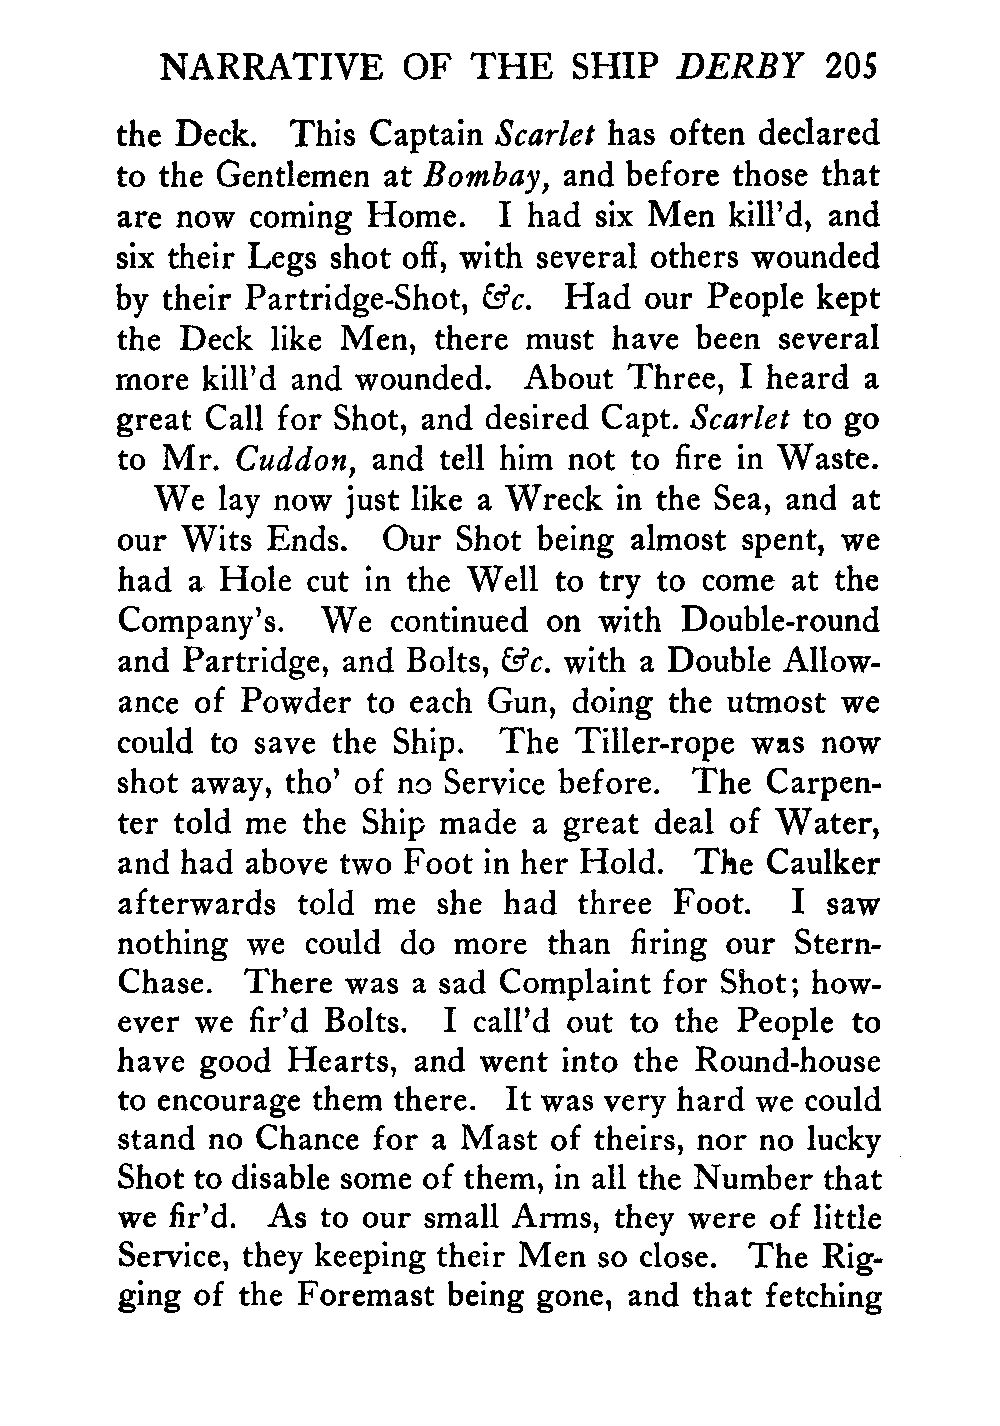 NARRATIVE OF THE SHIP DERBY 205
the Deck. This Captain Scarlet has often declared
to the Gentlemen at Bombay, and before those that
are now coming Home. I had six Men kill'd, and
six their Legs shot off, with several others wounded
by their Partridge-Shot, &c. Had our People kept
the Deck like Men, there must have been several
more kill'd and wounded. About Three, I heard a
great Call for Shot, and desired Capt. Scarlet to go
to Mr. Cuddon, and tell him not to fire in Waste.
We lay now just like a Wreck in the Sea, and at
our Wits Ends. Our Shot being almost spent, we
had a Hole cut in the Well to try to come at the
Company's. We continued on with Double-round
and Partridge, and Bolts, &c. with a Double Allow-
ance of Powder to each Gun, doing the utmost we
could to save the Ship. The Tiller-rope was now
shot away, tho' of no Service before. The Carpen-
ter told me the Ship made a great deal of Water,
and had above two Foot in her Hold. The Caulker
afterwards told me she had three Foot. I saw
nothing we could do more than firing our Stern-
Chase. There was a sad Complaint for Shot; how-
ever we fir'd Bolts. I call'd out to the People to
have good Hearts, and went into the Round-house
to encourage them there. It was very hard we could
stand no Chance for a Mast of theirs, nor no lucky
Shot to disable some of them, in all the Number that
we fir'd. As to our small Arms, they were of little
Service, they keeping their Men so close. The Rig-
ging of the Foremast being gone, and that fetching